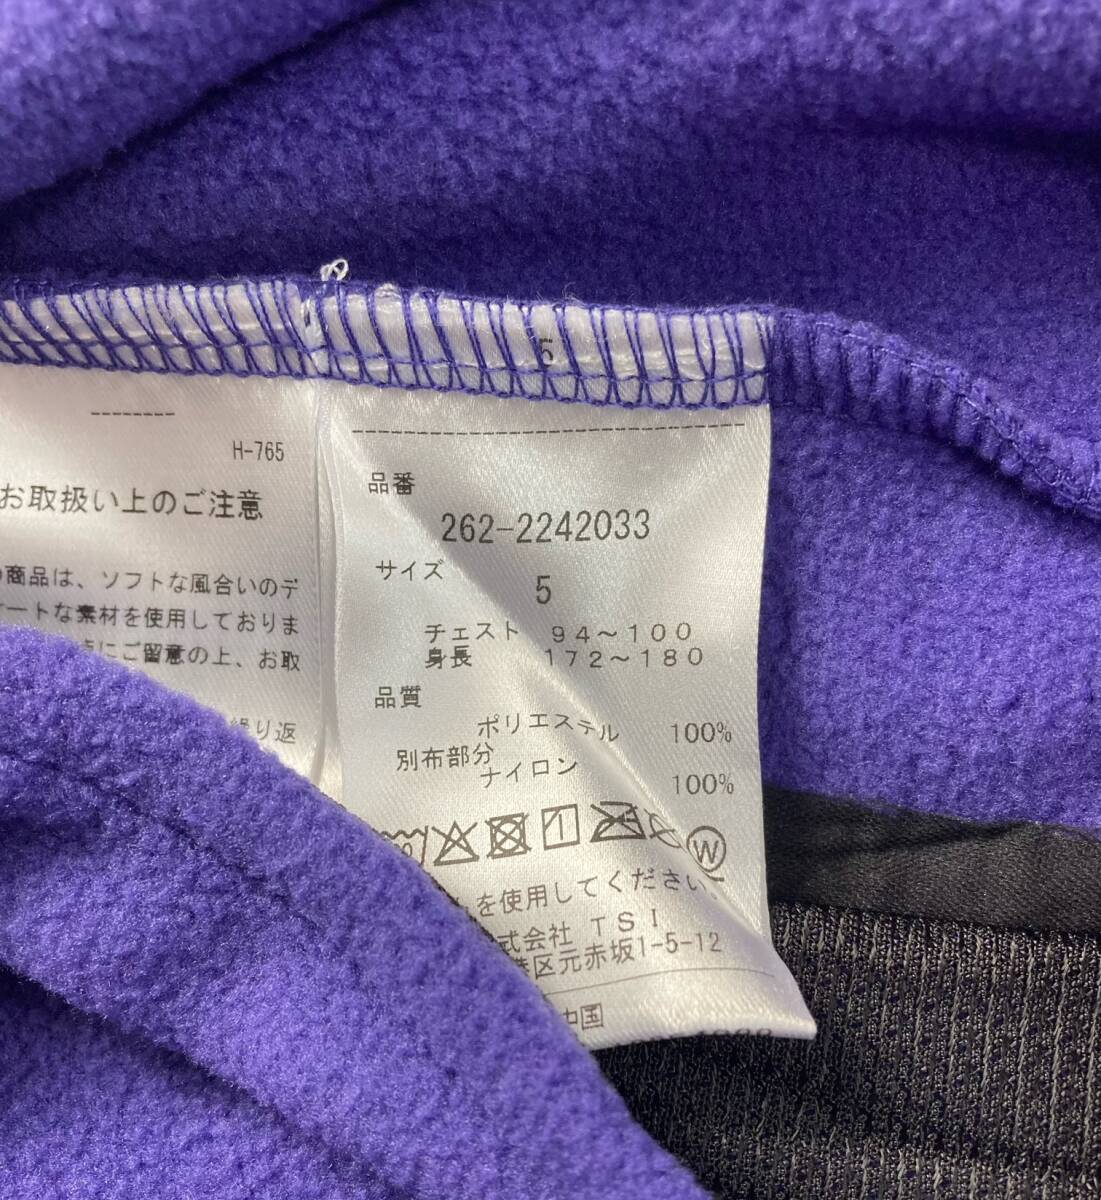 H-765
お取扱い上のご注意
商品は、ソフトな風合いのデ
ートな素材を使用しておりま
にご留意の上、お取
り返
5
品番
262-2242033
サイズ
5
チェスト 94～100
身長 172～180
品質
ポリエステル 100%
別布部分
ナイロン 100%
W
を使用してください
式会社 TSI
港区元赤坂1-5-12
中国